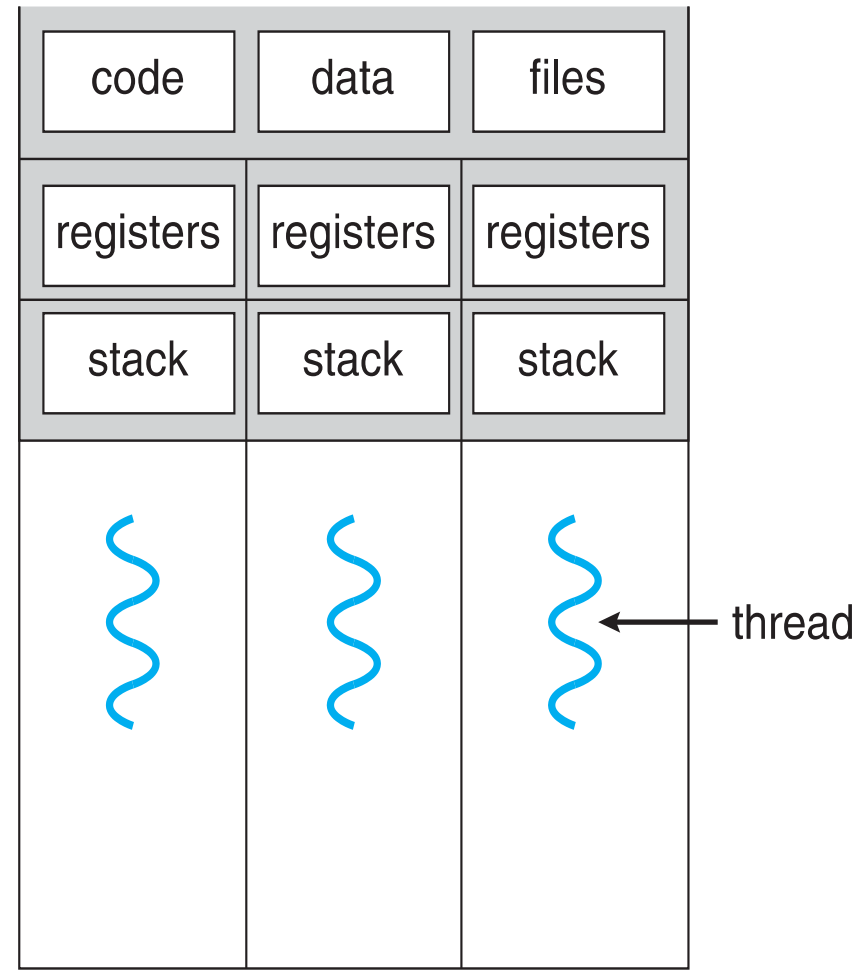 code data files
registers registers registers
stack stack stack
thread